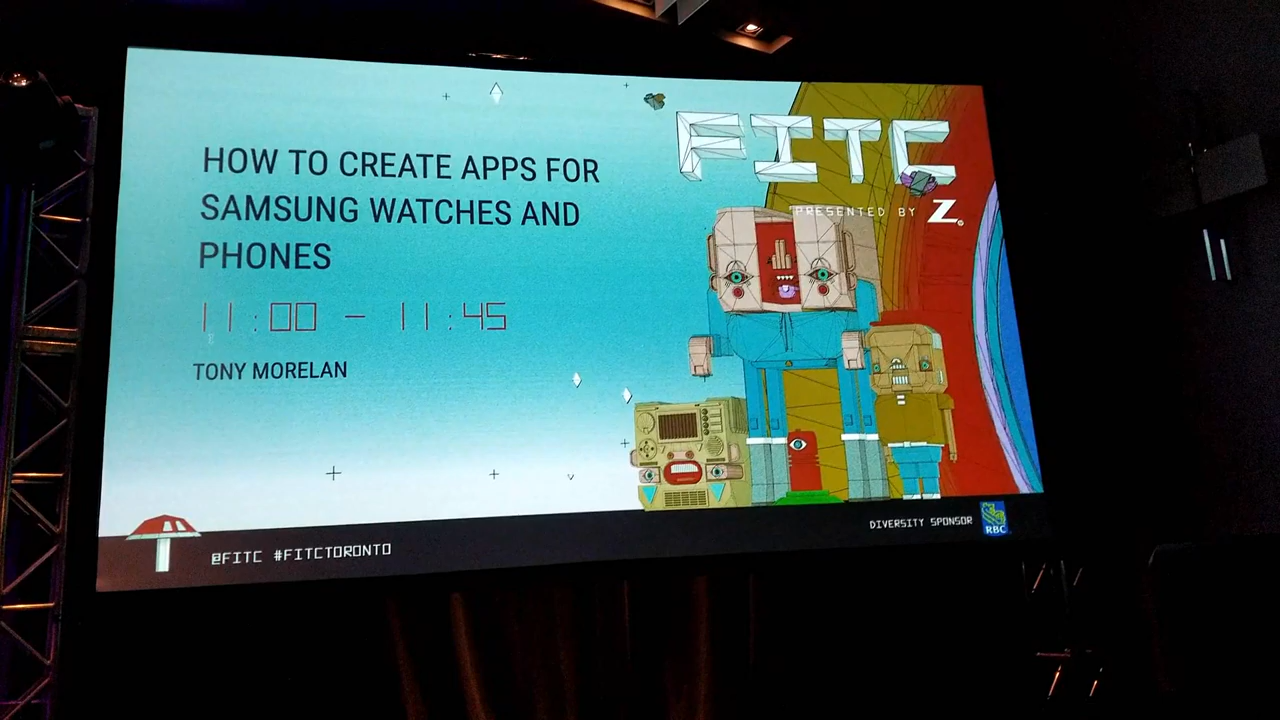 HOW TO CREATE APPS FOR
SAMSUNG WATCHES AND
PHONES
11:00 - 11:45
TONY MORELAN
FITC
PRESENTED BY Z
DIVERSITY SPONSOR
RBC
@FITC #FITCTORONTO